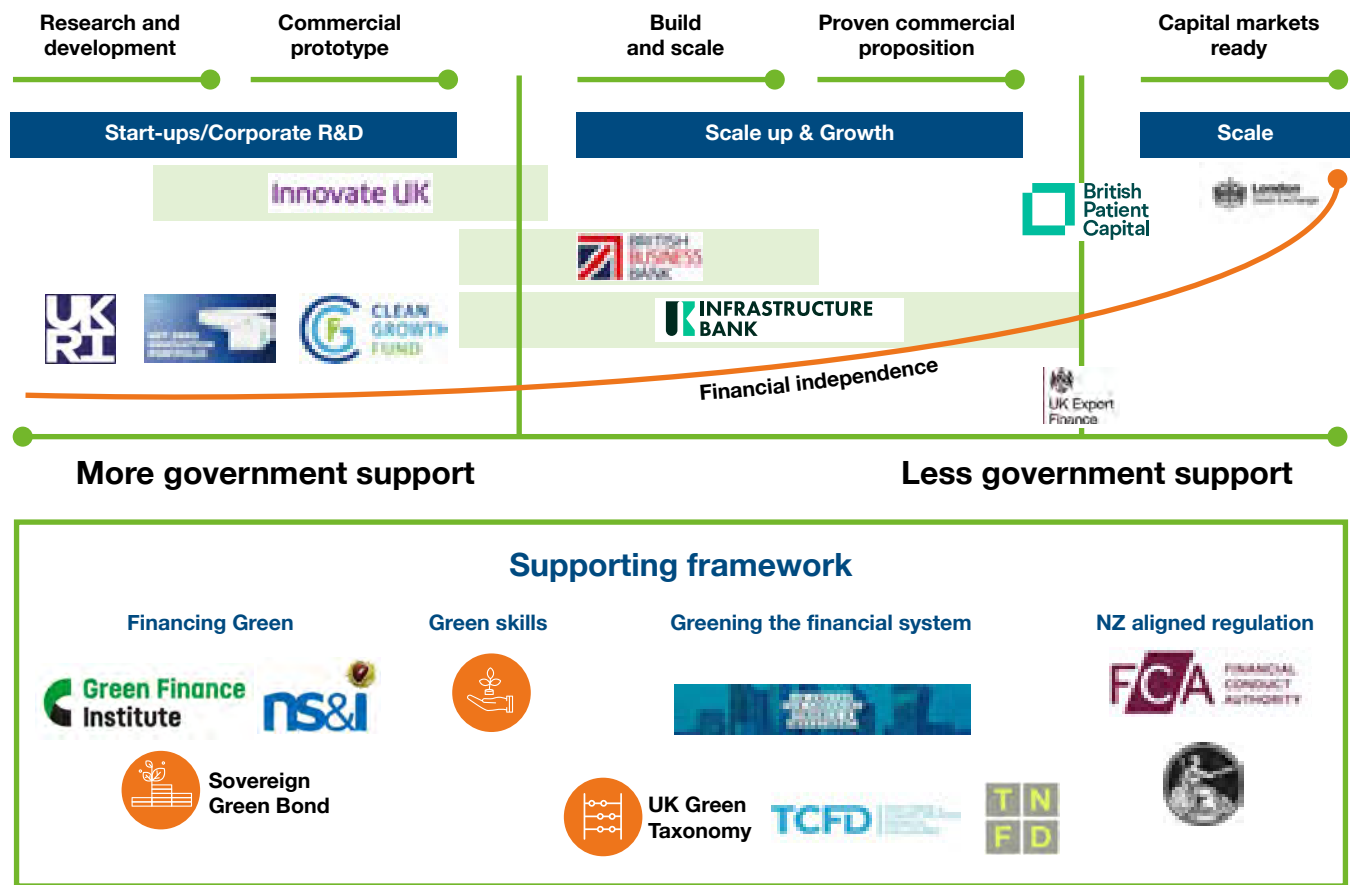 Research and
development
Commercial
prototype
Build
and scale
Proven commercial
proposition
Capital markets
ready
Start-ups/Corporate R&D
Scale up & Growth
Scale
Innovate UK
British
Patient
Capital
London
BRITISH
BUSINESS
BANK
UK
RI
CLEAN
GROWTH
FUND
INFRASTRUCTURE
BANK
Financial independence
UK Export
Finance
More government support
Less government support
Supporting framework
Financing Green
Green skills
Greening the financial system
NZ aligned regulation
Green Finance
Institute
ns&i
FCA
FINANCIAL
CONDUCT
AUTHORITY
Sovereign
Green Bond
UK Green
Taxonomy
TCFD
TN
FD